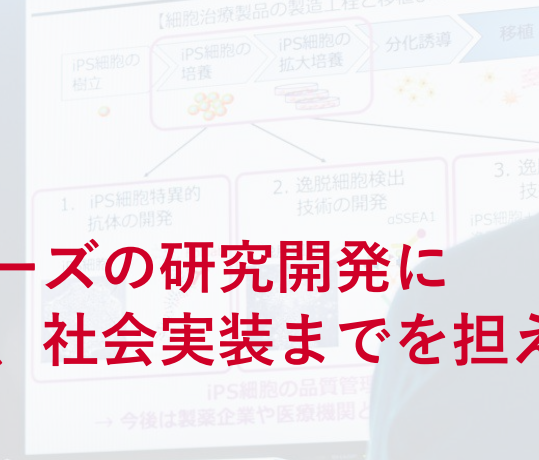 【細胞治療製品の製造工程と移植
iPS細胞の
樹立
iPS細胞の
培養
iPS細胞の
拡大培養
分化誘導
移植
1. iPS細胞特異的
抗体の開発
2. 逸脱細胞検出
技術の開発
αSSEA1
3. 逸
技
iPS細胞
ーズの研究開発に
、社会実装までを担え
iPS細胞の品質管理
→ 今後は製薬企業や医療機関と